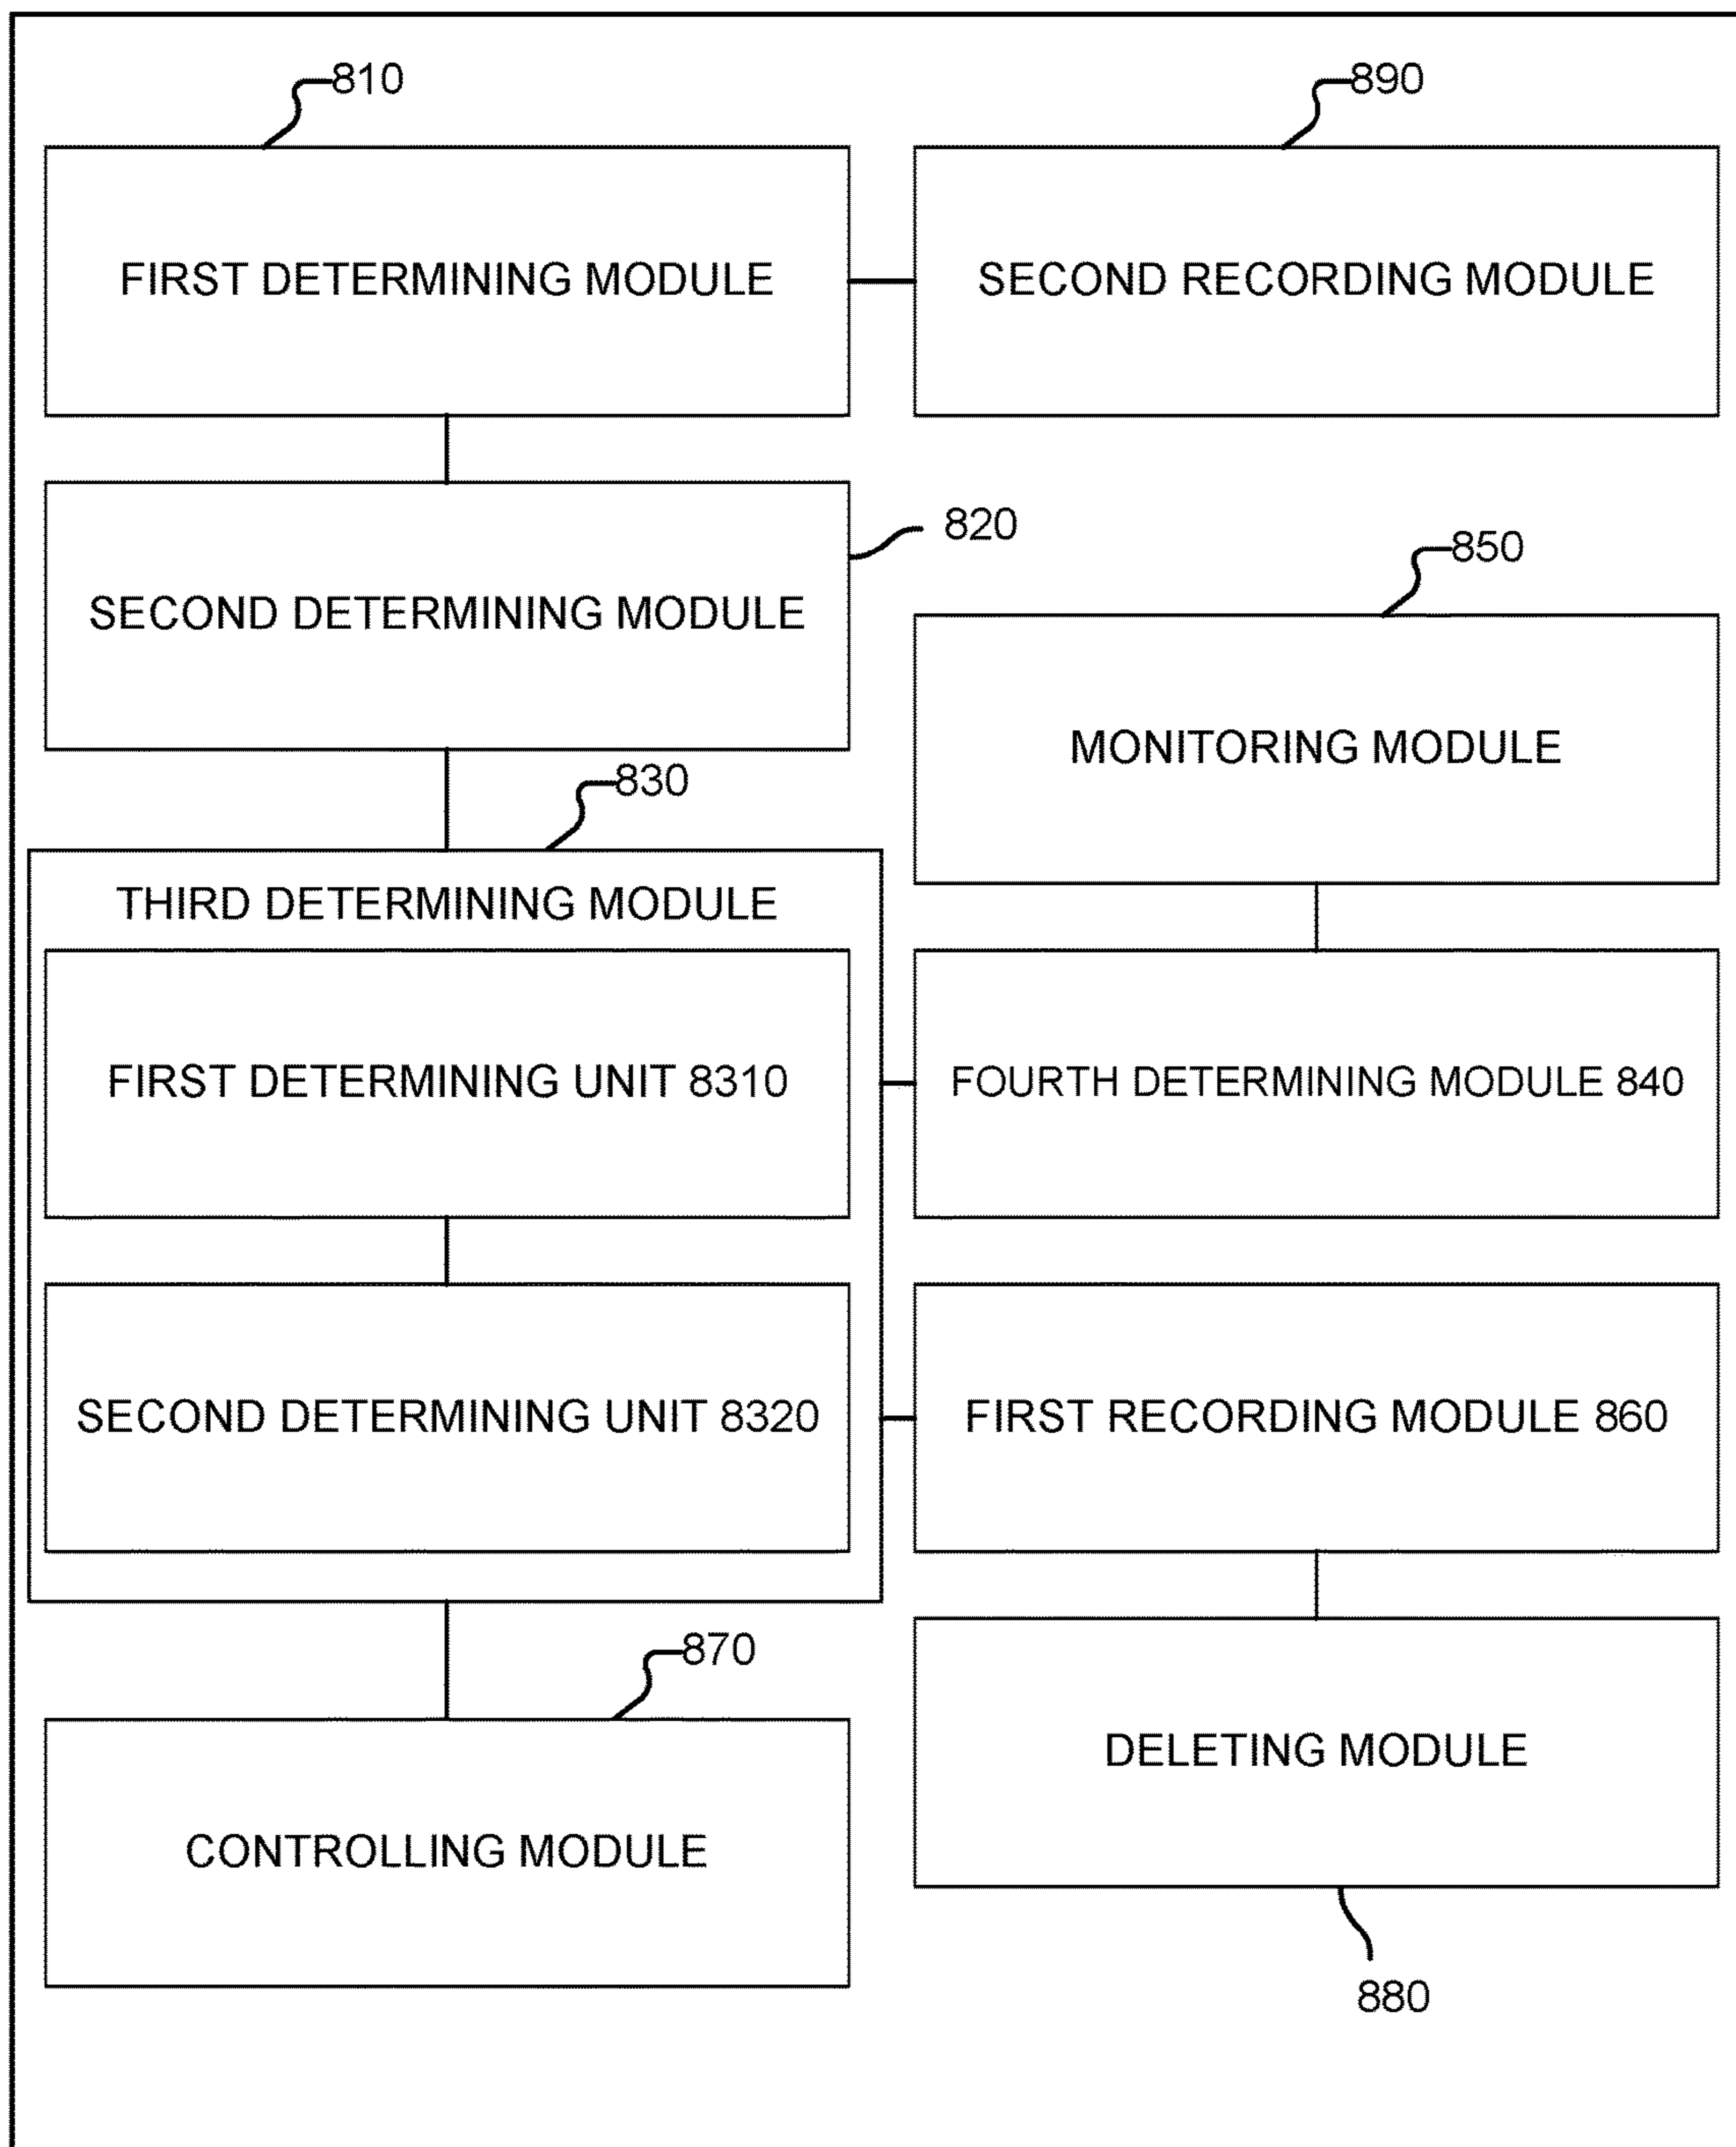 810
890
FIRST DETERMINING MODULE
SECOND RECORDING MODULE
820
850
SECOND DETERMINING MODULE
MONITORING MODULE
830
THIRD DETERMINING MODULE
FIRST DETERMINING UNIT 8310
FOURTH DETERMINING MODULE 840
SECOND DETERMINING UNIT 8320
FIRST RECORDING MODULE 860
870
DELETING MODULE
CONTROLLING MODULE
880